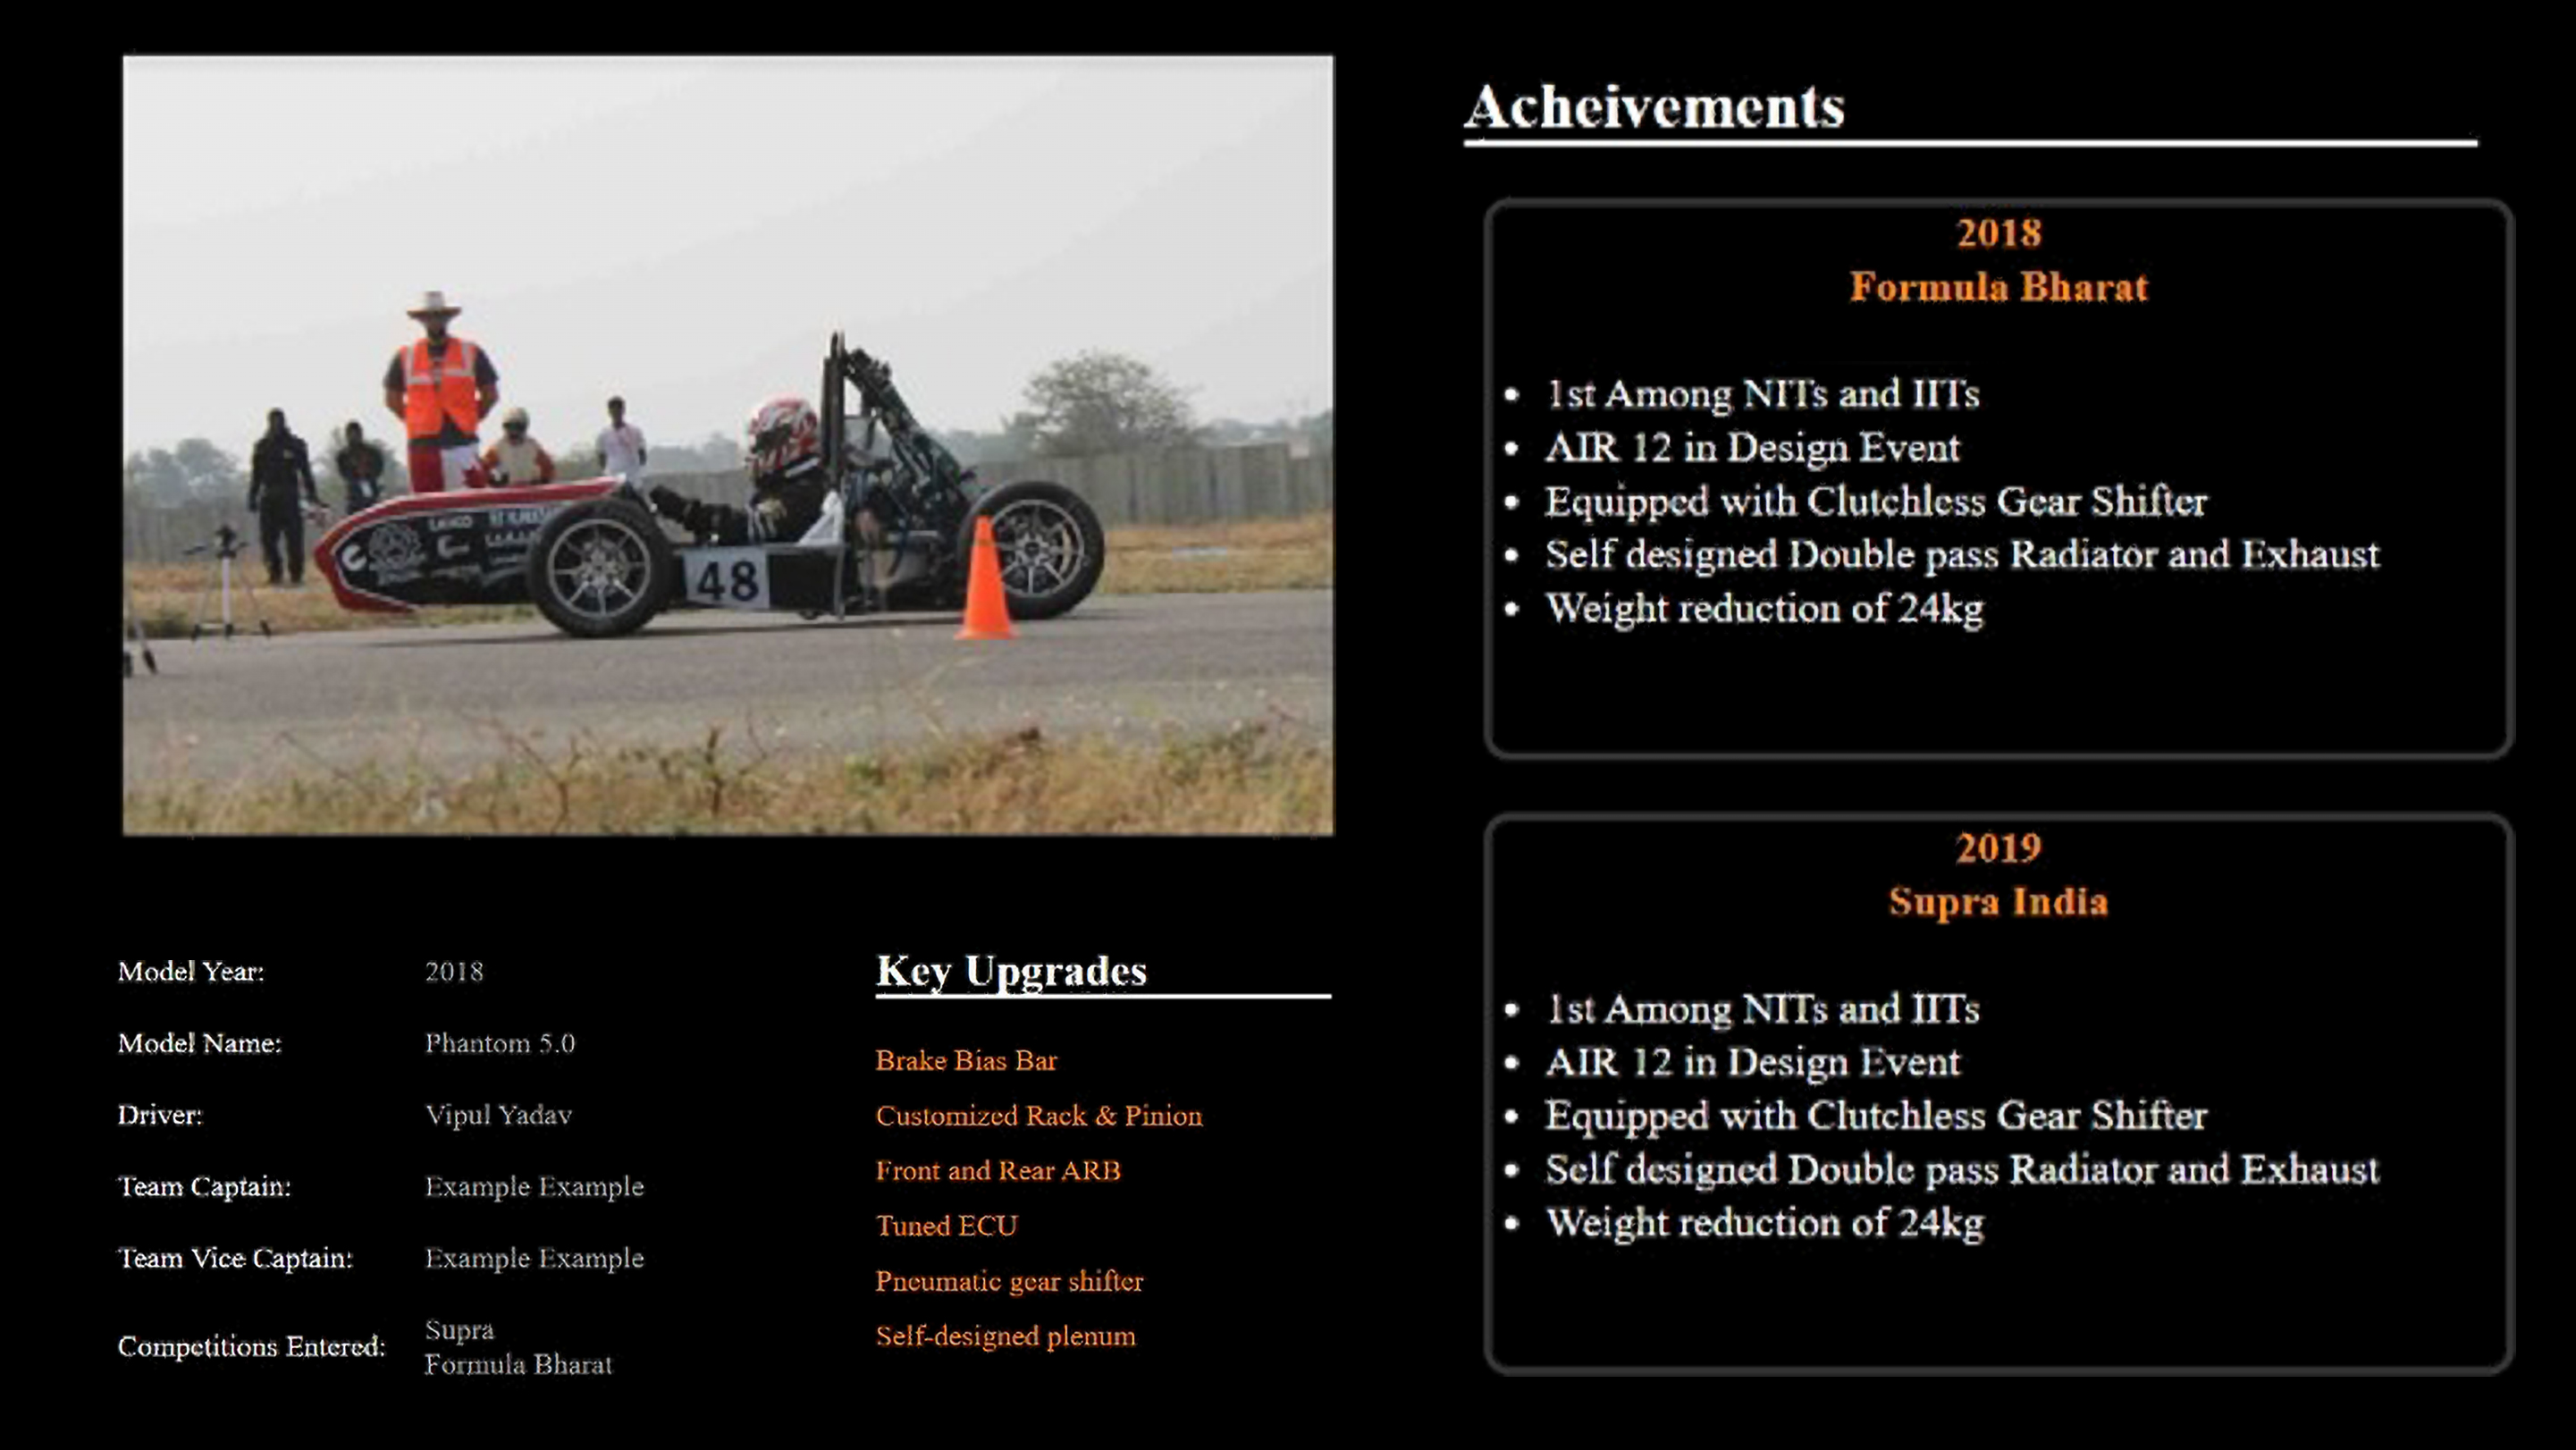 Acheivements
2018
Formula Bharat
1st Among NITs and IITs
AIR 12 in Design Event
Equipped with Clutchless Gear Shifter
Self designed Double pass Radiator and Exhaust
Weight reduction of 24kg
2019
Supra India
1st Among NITs and IITs
AIR 12 in Design Event
Equipped with Clutchless Gear Shifter
Self designed Double pass Radiator and Exhaust
Weight reduction of 24kg
48
Model Year: 2018
Model Name: Phantom 5.0
Driver: Vipul Yadav
Team Captain: Example Example
Team Vice Captain: Example Example
Competitions Entered: Supra
Formula Bharat
Key Upgrades
Brake Bias Bar
Customized Rack & Pinion
Front and Rear ARB
Tuned ECU
Pneumatic gear shifter
Self-designed plenum